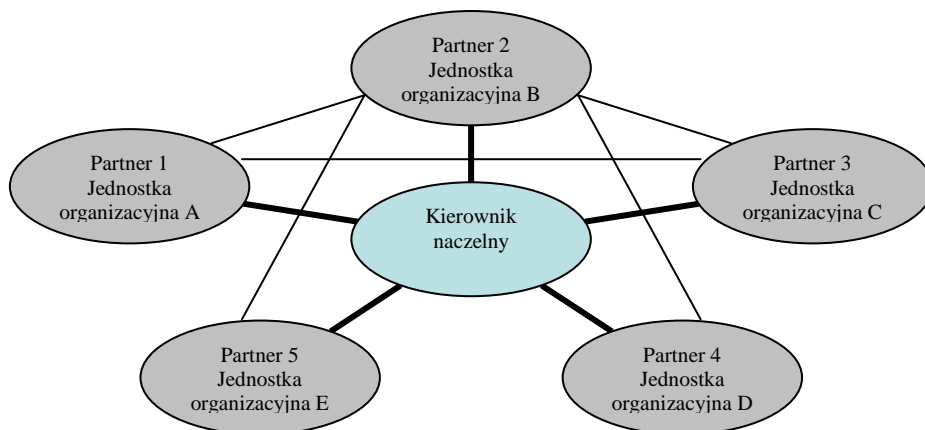 Partner 2
Jednostka
organizacyjna B
Partner 1
Jednostka
organizacyjna A
Partner 3
Jednostka
organizacyjna C
Kierownik
naczelny
Partner 5
Jednostka
organizacyjna E
Partner 4
Jednostka
organizacyjna D